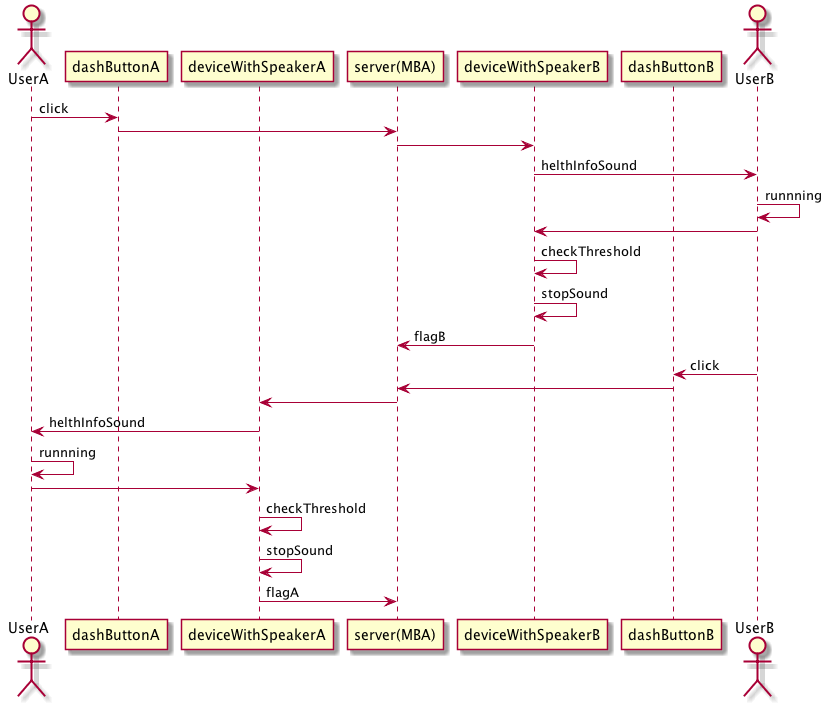 UserA
dashButtonA
deviceWithSpeakerA
server(MBA)
deviceWithSpeakerB
dashButtonB
UserB
click
helthInfoSound
runnning
checkThreshold
stopSound
flagB
click
helthInfoSound
runnning
checkThreshold
stopSound
flagA
UserA
dashButtonA
deviceWithSpeakerA
server(MBA)
deviceWithSpeakerB
dashButtonB
UserB